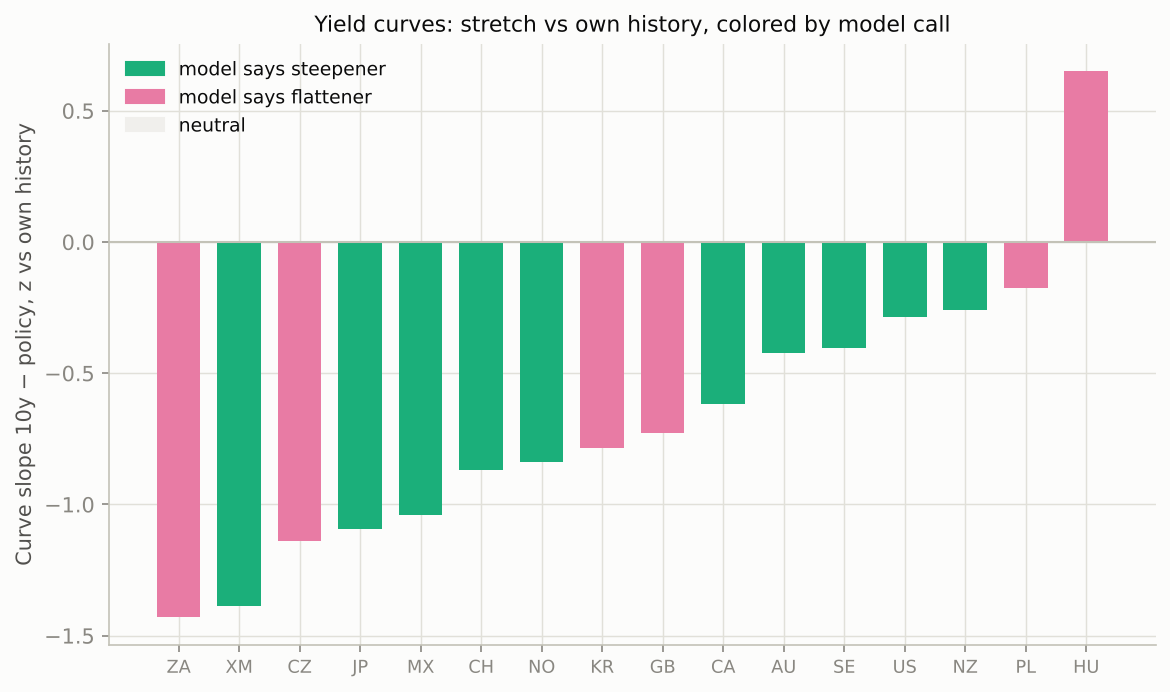 Yield curves: stretch vs own history, colored by model call
model says steepener
model says flattener
neutral
Curve slope 10y − policy, z vs own history
0.5
0.0
−0.5
−1.0
−1.5
ZA XM CZ JP MX CH NO KR GB CA AU SE US NZ PL HU